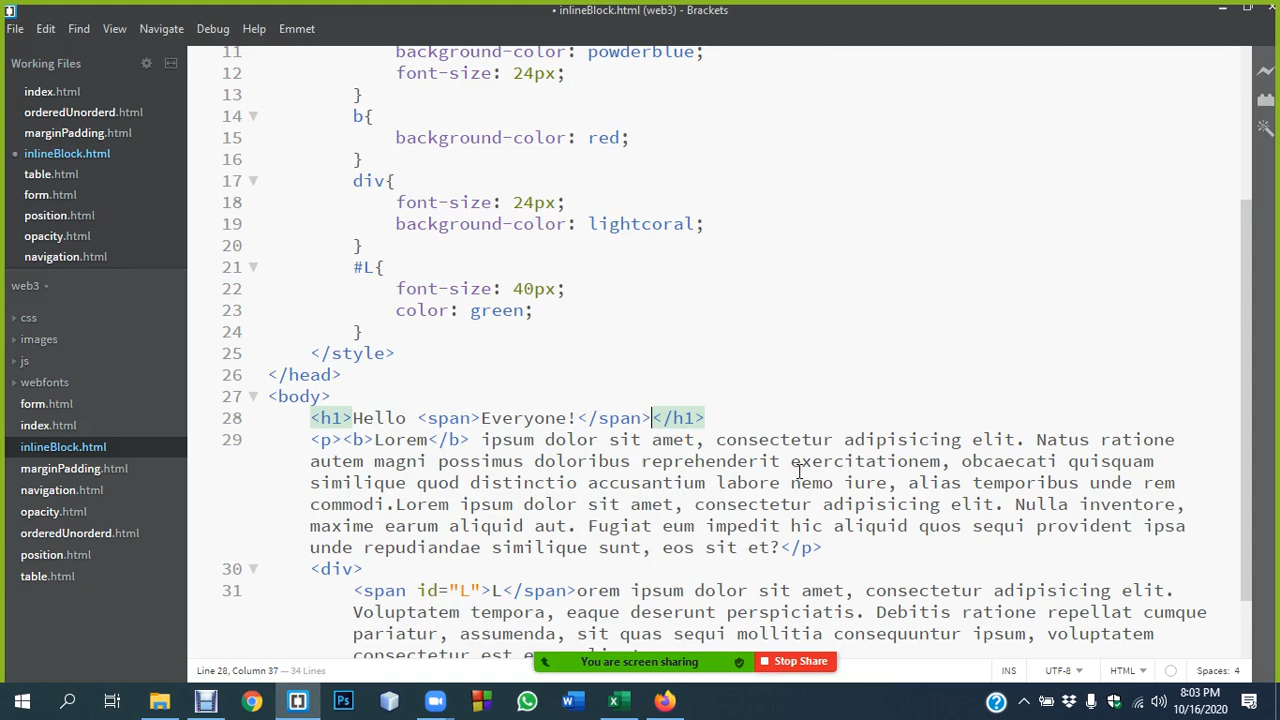 • inlineBlock.html (web3) - Brackets
File Edit Find View Navigate Debug Help Emmet
Working Files
index.html
orderedUnorderd.html
marginPadding.html
• inlineBlock.html
table.html
form.html
position.html
opacity.html
navigation.html
web3
css
images
js
webfonts
form.html
index.html
inlineBlock.html
marginPadding.html
navigation.html
opacity.html
orderedUnorderd.html
position.html
table.html
11 background-color: powderblue;
12 font-size: 24px;
13 }
14 b{
15 background-color: red;
16 }
17 div{
18 font-size: 24px;
19 background-color: lightcoral;
20 }
21 #L{
22 font-size: 40px;
23 color: green;
24 }
25 </style>
26 </head>
27 <body>
28 <h1>Hello <span>Everyone!</span></h1>
29 <p><b>Lorem</b> ipsum dolor sit amet, consectetur adipisicing elit. Natus ratione
autem magni possimus doloribus reprehenderit exercitationem, obcaecati quisquam
similique quod distinctio accusantium labore nemo iure, alias temporibus unde rem
commodi.Lorem ipsum dolor sit amet, consectetur adipisicing elit. Nulla inventore,
maxime earum aliquid aut. Fugiat eum impedit hic aliquid quos sequi provident ipsa
unde repudiandae similique sunt, eos sit et?</p>
30 <div>
31 <span id="L">L</span>orem ipsum dolor sit amet, consectetur adipisicing elit.
Voluptatem tempora, eaque deserunt perspiciatis. Debitis ratione repellat cumque
pariatur, assumenda, sit quas sequi mollitia consequuntur ipsum, voluptatem
consectetur est
You are screen sharing Stop Share
Line 28, Column 37 — 34 Lines INS UTF-8 HTML Spaces: 4
8:03 PM
10/16/2020